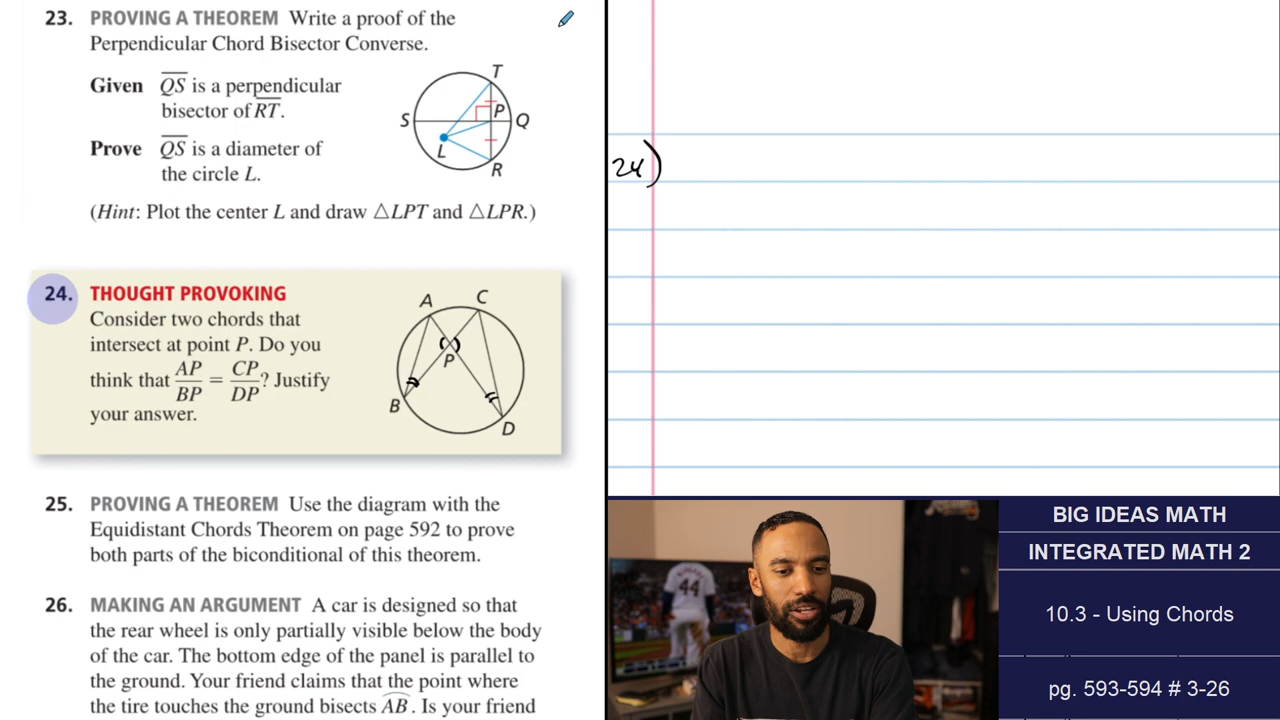 23. PROVING A THEOREM Write a proof of the
Perpendicular Chord Bisector Converse.
Given QS is a perpendicular
bisector of RT.
Prove QS is a diameter of
the circle L.
(Hint: Plot the center L and draw △LPT and △LPR.)
T
S
P
Q
L
R
24. THOUGHT PROVOKING
Consider two chords that
intersect at point P. Do you
think that AP/BP = CP/DP? Justify
your answer.
A
C
P
B
D
25. PROVING A THEOREM Use the diagram with the
Equidistant Chords Theorem on page 592 to prove
both parts of the biconditional of this theorem.
26. MAKING AN ARGUMENT A car is designed so that
the rear wheel is only partially visible below the body
of the car. The bottom edge of the panel is parallel to
the ground. Your friend claims that the point where
the tire touches the ground bisects AB. Is your friend
24)
44
BIG IDEAS MATH
INTEGRATED MATH 2
10.3 - Using Chords
pg. 593-594 # 3-26